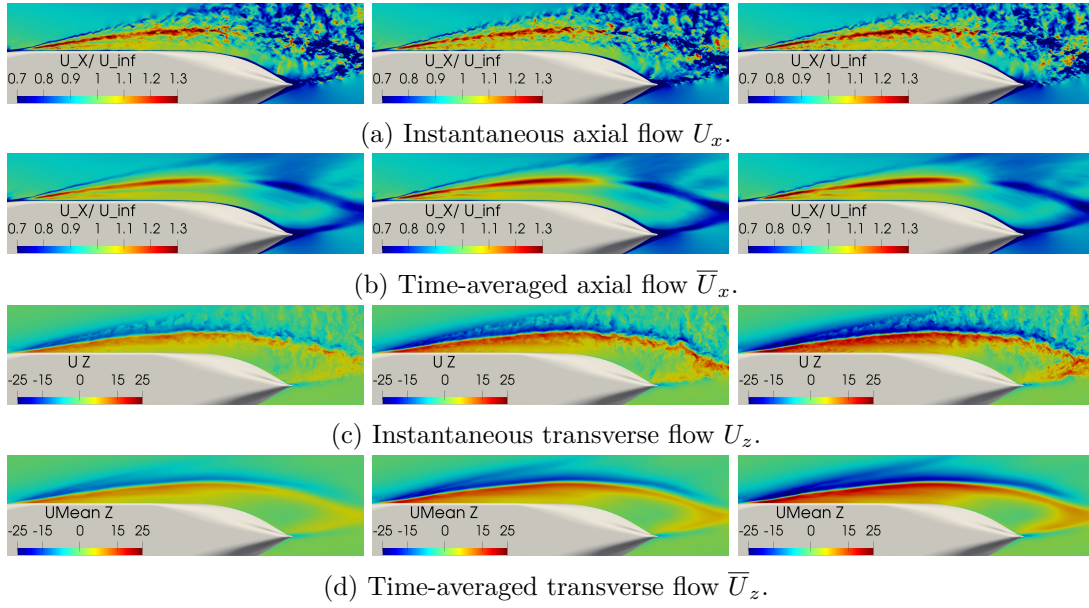 U_X/ U_inf U_X/ U_inf U_X/ U_inf
0.7 0.8 0.9 1 1.1 1.2 1.3 0.7 0.8 0.9 1 1.1 1.2 1.3 0.7 0.8 0.9 1 1.1 1.2 1.3
(a) Instantaneous axial flow Uₓ.
U_X/ U_inf U_X/ U_inf U_X/ U_inf
0.7 0.8 0.9 1 1.1 1.2 1.3 0.7 0.8 0.9 1 1.1 1.2 1.3 0.7 0.8 0.9 1 1.1 1.2 1.3
(b) Time-averaged axial flow U̅ₓ.
U Z U Z U Z
-25 -15 0 15 25 -25 -15 0 15 25 -25 -15 0 15 25
(c) Instantaneous transverse flow U_z.
UMean Z UMean Z UMean Z
-25 -15 0 15 25 -25 -15 0 15 25 -25 -15 0 15 25
(d) Time-averaged transverse flow U̅_z.